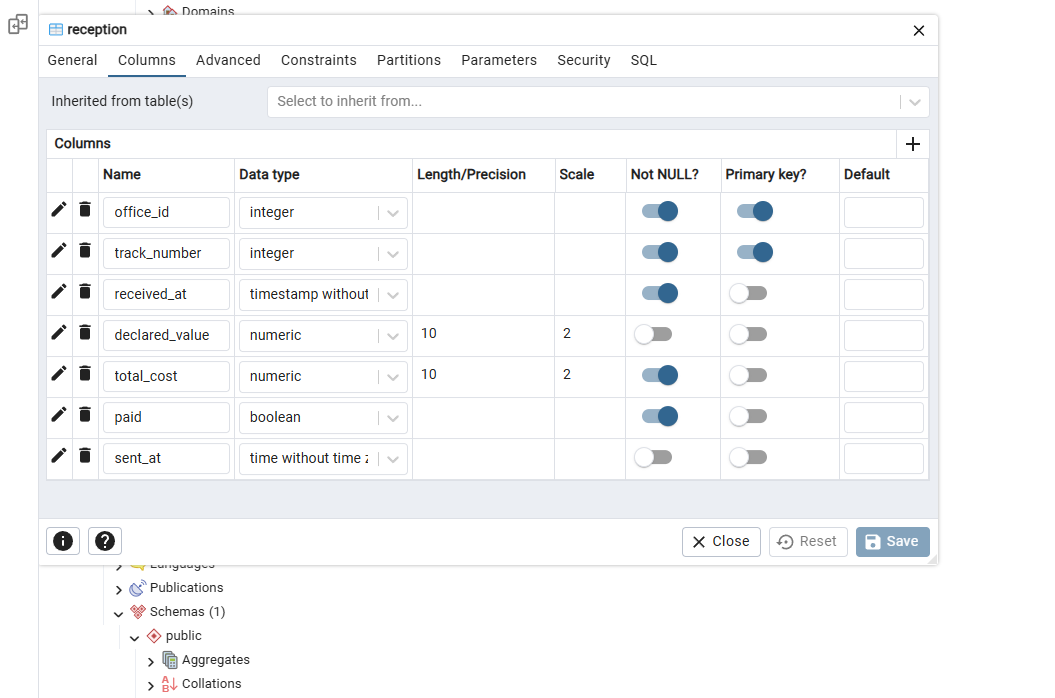 Domains
reception
General Columns Advanced Constraints Partitions Parameters Security SQL
Inherited from table(s) Select to inherit from...
Columns
Name Data type Length/Precision Scale Not NULL? Primary key? Default
office_id integer
track_number integer
received_at timestamp without
declared_value numeric 10 2
total_cost numeric 10 2
paid boolean
sent_at time without time z
Close Reset Save
Languages
Publications
Schemas (1)
public
Aggregates
Collations